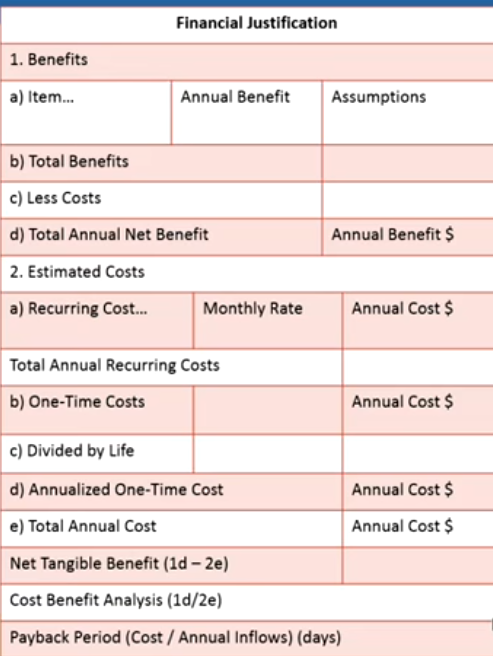 Financial Justification
1. Benefits
a) Item... Annual Benefit Assumptions
b) Total Benefits
c) Less Costs
d) Total Annual Net Benefit Annual Benefit $
2. Estimated Costs
a) Recurring Cost... Monthly Rate Annual Cost $
Total Annual Recurring Costs
b) One-Time Costs Annual Cost $
c) Divided by Life
d) Annualized One-Time Cost Annual Cost $
e) Total Annual Cost Annual Cost $
Net Tangible Benefit (1d – 2e)
Cost Benefit Analysis (1d/2e)
Payback Period (Cost / Annual Inflows) (days)